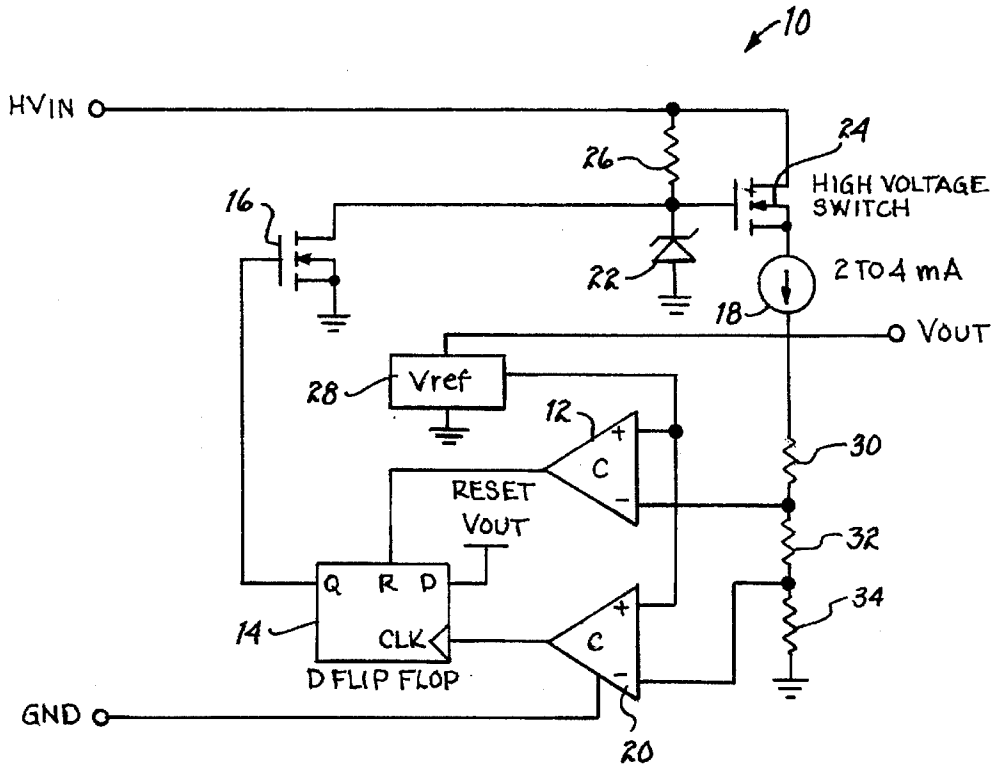 10
HVIN
24
26
HIGH VOLTAGE
SWITCH
16
22
2 TO 4 mA
18
VOUT
Vref
28
12
+
C
30
RESET
−
VOUT
32
Q R D
+
34
14
CLK
C
−
D FLIP FLOP
GND
20